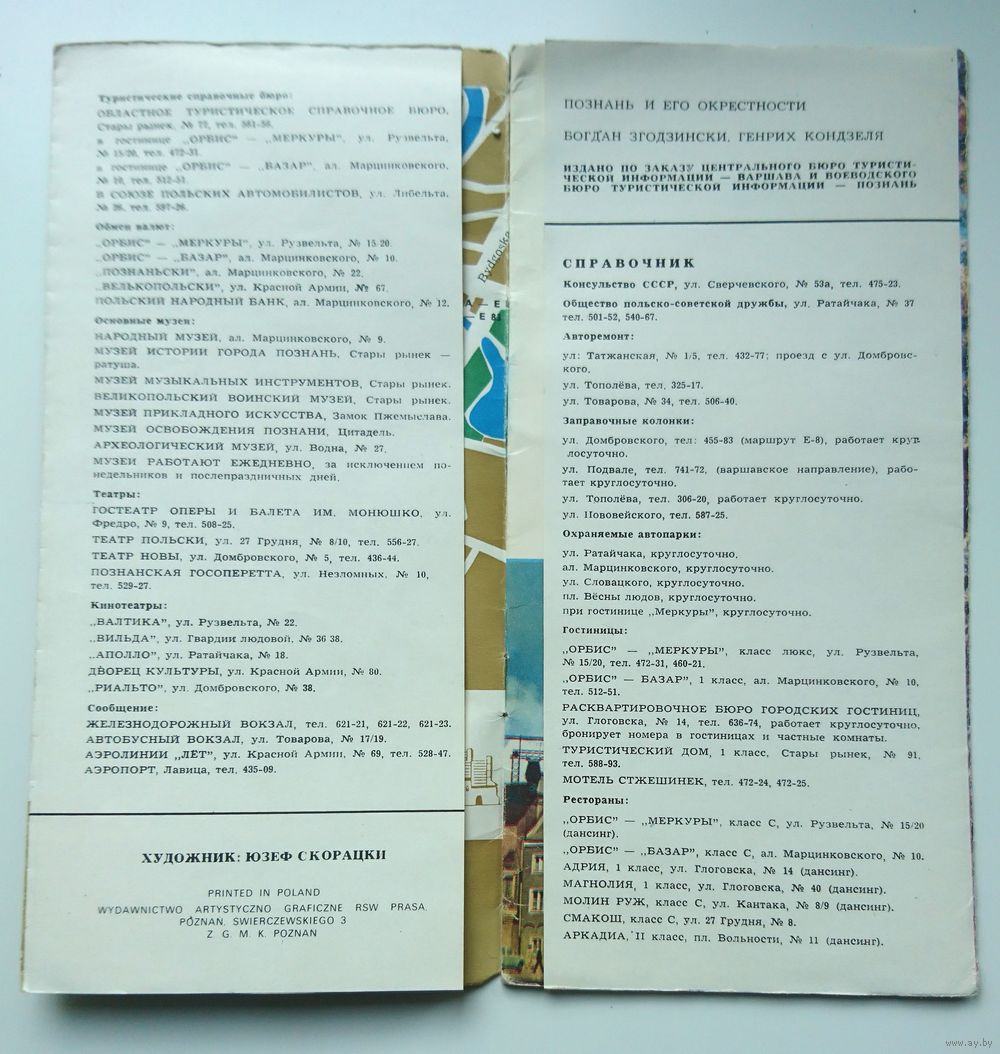 Туристические справочные бюро:
ОБЛАСТНОЕ ТУРИСТИЧЕСКОЕ СПРАВОЧНОЕ БЮРО,
Стары рынек, № 77, тел. 561-56.
в гостинице „ОРБИС" — „МЕРКУРЫ", ул. Рузвельта,
№ 15/20, тел. 472-31.
в гостинице „ОРБИС" — „БАЗАР", ал. Марцинковского,
№ 10, тел. 512-51.
В СОЮЗЕ ПОЛЬСКИХ АВТОМОБИЛИСТОВ, ул. Либельта,
№ 26, тел. 597-26.
Обмен валют:
„ОРБИС" — „МЕРКУРЫ", ул. Рузвельта, № 15 20.
„ОРБИС" — „БАЗАР", ал. Марцинковского, № 10.
„ПОЗНАНЬСКИ", ал. Марцинковского, № 22.
„ВЕЛЬКОПОЛЬСКИ", ул. Красной Армии, № 67.
ПОЛЬСКИЙ НАРОДНЫЙ БАНК, ал. Марцинковского, № 12.
Основные музеи:
НАРОДНЫЙ МУЗЕЙ, ал. Марцинковского, № 9.
МУЗЕЙ ИСТОРИИ ГОРОДА ПОЗНАНЬ, Стары рынек —
ратуша.
МУЗЕЙ МУЗЫКАЛЬНЫХ ИНСТРУМЕНТОВ, Стары рынек.
ВЕЛИКОПОЛЬСКИЙ ВОИНСКИЙ МУЗЕЙ, Стары рынек.
МУЗЕЙ ПРИКЛАДНОГО ИСКУССТВА, Замок Пжемыслава.
МУЗЕЙ ОСВОБОЖДЕНИЯ ПОЗНАНИ, Цитадель.
АРХЕОЛОГИЧЕСКИЙ МУЗЕЙ, ул. Водна, № 27.
МУЗЕИ РАБОТАЮТ ЕЖЕДНЕВНО, за исключением по-
недельников и послепраздничных дней.
Театры:
ГОСТЕАТР ОПЕРЫ И БАЛЕТА ИМ. МОНЮШКО, ул.
Фредро, № 9, тел. 508-25.
ТЕАТР ПОЛЬСКИ, ул. 27 Грудня, № 8/10, тел. 556-27.
ТЕАТР НОВЫ, ул. Домбровского, № 5, тел. 436-44.
ПОЗНАНСКАЯ ГОСОПЕРЕТТА, ул. Незломных, № 10,
тел. 529-27.
Кинотеатры:
„ВАЛТИКА", ул. Рузвельта, № 22.
„ВИЛЬДА", ул. Гвардии людовой, № 36 38.
„АПОЛЛО", ул. Ратайчака, № 18.
ДВОРЕЦ КУЛЬТУРЫ, ул. Красной Армии, № 80.
„РИАЛЬТО", ул. Домбровского, № 38.
Сообщение:
ЖЕЛЕЗНОДОРОЖНЫЙ ВОКЗАЛ, тел. 621-21, 621-22, 621-23.
АВТОБУСНЫЙ ВОКЗАЛ, ул. Товарова, № 17/19.
АЭРОЛИНИИ „ЛЁТ", ул. Красной Армии, № 69, тел. 528-47.
АЭРОПОРТ, Лавица, тел. 435-09.
ХУДОЖНИК: ЮЗЕФ СКОРАЦКИ
PRINTED IN POLAND
WYDAWNICTWO ARTYSTYCZNO GRAFICZNE RSW PRASA,
POZNAŃ, SWIERCZEWSKIEGO 3
Z. G. M. K. POZNAŃ
Bydgoska
E 8
ПОЗНАНЬ И ЕГО ОКРЕСТНОСТИ
БОГДАН ЗГОДЗИНСКИ, ГЕНРИХ КОНДЗЕЛЯ
ИЗДАНО ПО ЗАКАЗУ ЦЕНТРАЛЬНОГО БЮРО ТУРИСТИ-
ЧЕСКОЙ ИНФОРМАЦИИ — ВАРШАВА И ВОЕВОДСКОГО
БЮРО ТУРИСТИЧЕСКОЙ ИНФОРМАЦИИ — ПОЗНАНЬ
СПРАВОЧНИК
Консульство СССР, ул. Сверчевского, № 53а, тел. 475-23.
Общество польско-советской дружбы, ул. Ратайчака, № 37
тел. 501-52, 540-67.
Авторемонт:
ул: Татжанская, № 1/5, тел. 432-77; проезд с ул. Домбровс-
кого.
ул. Тополёва, тел. 325-17.
ул. Товарова, № 34, тел. 506-40.
Заправочные колонки:
ул. Домбровского, тел: 455-83 (маршрут Е-8), работает круг-
лосуточно.
ул. Подвале, тел. 741-72, (варшавское направление), рабо-
тает круглосуточно.
ул. Тополёва, тел. 306-20, работает круглосуточно.
ул. Нововейского, тел. 587-25.
Охраняемые автопарки:
ул. Ратайчака, круглосуточно.
ал. Марцинковского, круглосуточно.
ул. Словацкого, круглосуточно.
пл. Вёсны людов, круглосуточно.
при гостинице „Меркуры", круглосуточно.
Гостиницы:
„ОРБИС" — „МЕРКУРЫ", класс люкс, ул. Рузвельта,
№ 15/20, тел. 472-31, 460-21.
„ОРБИС" — БАЗАР", 1 класс, ал. Марцинковского, № 10,
тел. 512-51.
РАСКВАРТИРОВОЧНОЕ БЮРО ГОРОДСКИХ ГОСТИНИЦ,
ул. Глоговска, № 14, тел. 636-74, работает круглосуточно,
бронирует номера в гостиницах и частные комнаты.
ТУРИСТИЧЕСКИЙ ДОМ, 1 класс, Стары рынек, № 91,
тел. 588-93.
МОТЕЛЬ СТЖЕШИНЕК, тел. 472-24, 472-25.
Рестораны:
„ОРБИС" — „МЕРКУРЫ", класс С, ул. Рузвельта, № 15/20
(дансинг).
„ОРБИС" — „БАЗАР", класс С, ал. Марцинковского, № 10.
АДРИЯ, 1 класс, ул. Глоговска, № 14 (дансинг).
МАГНОЛИЯ, 1 класс, ул. Глоговска, № 40 (дансинг).
МОЛИН РУЖ, класс С, ул. Кантака, № 8/9 (дансинг).
СМАКОШ, класс С, ул. 27 Грудня, № 8.
АРКАДИА, II класс, пл. Вольности, № 11 (дансинг).
www.ay.by